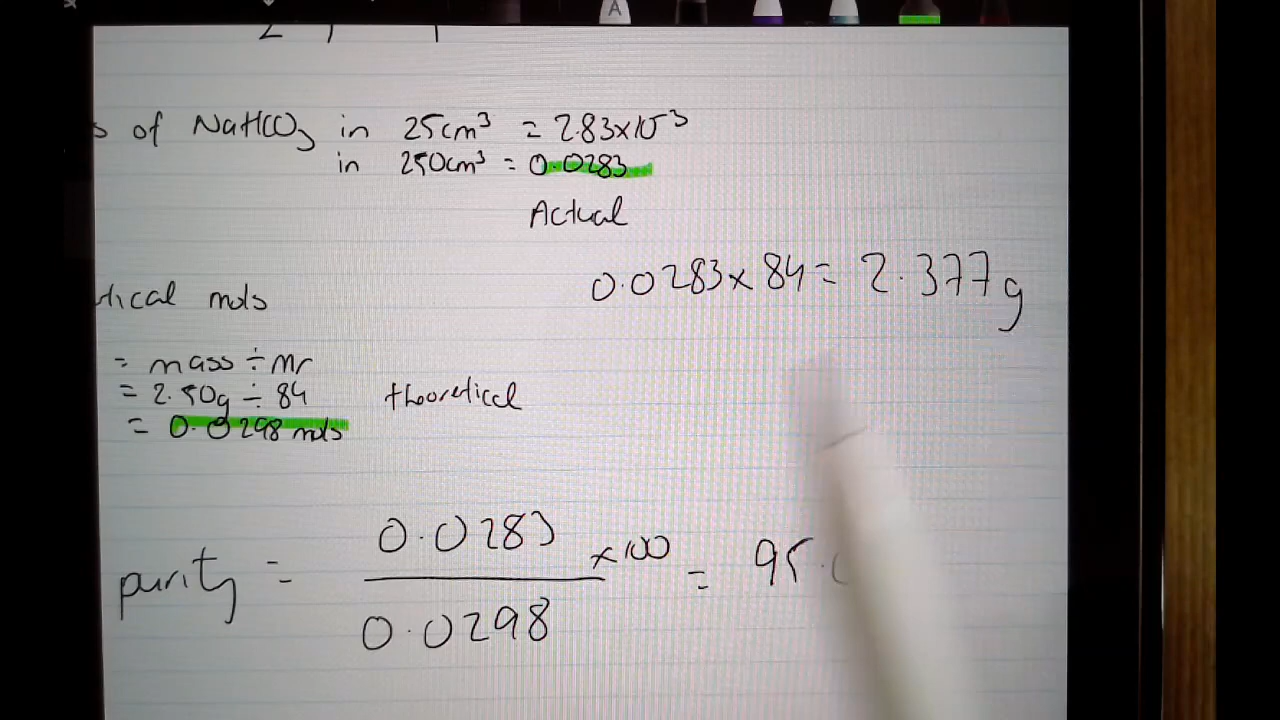 of NaHCO3 in 25cm³ = 2.83x10⁻³
in 250cm³ = 0.0283
Actual
0.0283 x 84 = 2.377g
mols
= mass ÷ Mr
= 2.50g ÷ 84 theoretical
= 0.0298 mols
purity = 0.0283 x100 = 95.
0.0298